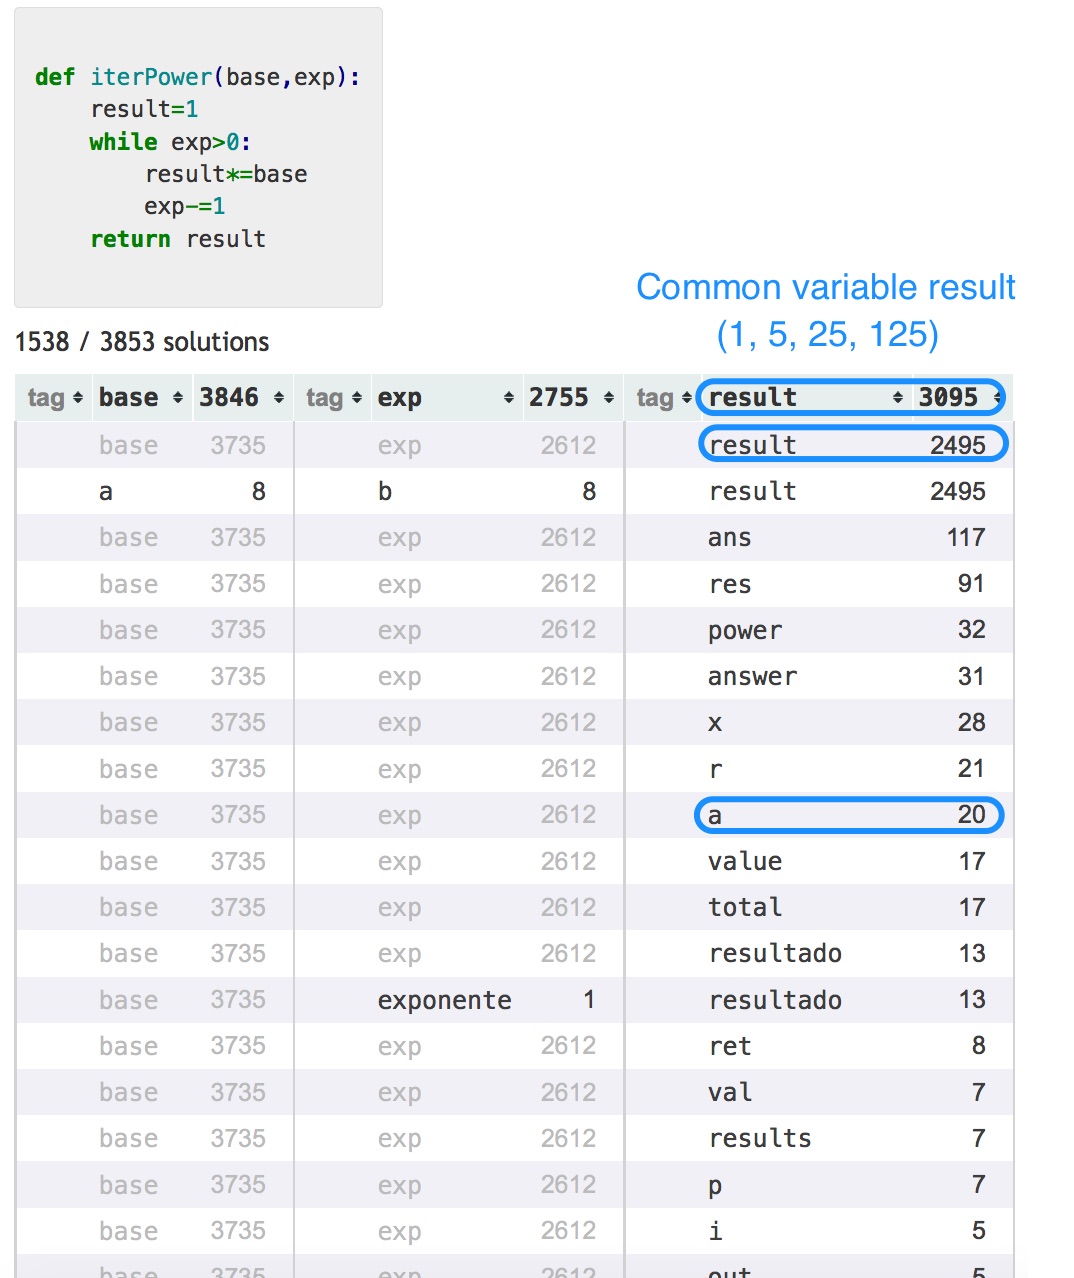 def iterPower(base,exp):
    result=1
    while exp>0:
        result*=base
        exp-=1
    return result
Common variable result
(1, 5, 25, 125)
1538 / 3853 solutions
tag base 3846 tag exp 2755 tag result 3095
base 3735 exp 2612 result 2495
a 8 b 8 result 2495
base 3735 exp 2612 ans 117
base 3735 exp 2612 res 91
base 3735 exp 2612 power 32
base 3735 exp 2612 answer 31
base 3735 exp 2612 x 28
base 3735 exp 2612 r 21
base 3735 exp 2612 a 20
base 3735 exp 2612 value 17
base 3735 exp 2612 total 17
base 3735 exp 2612 resultado 13
base 3735 exponente 1 resultado 13
base 3735 exp 2612 ret 8
base 3735 exp 2612 val 7
base 3735 exp 2612 results 7
base 3735 exp 2612 p 7
base 3735 exp 2612 i 5
base 3735 exp 2612 out 5